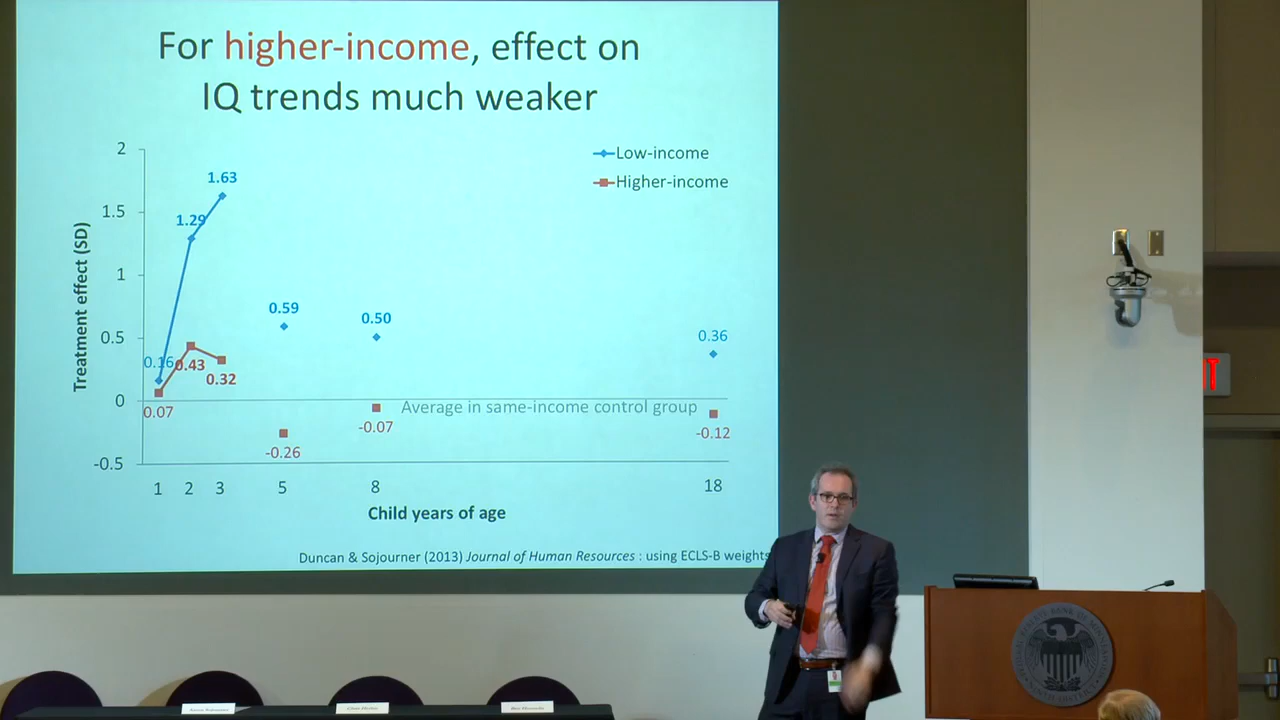 For higher-income, effect on
IQ trends much weaker
Low-income
Higher-income
Treatment effect (SD)
2
1.5
1
0.5
0
-0.5
1.63
1.29
0.16
0.59
0.50
0.36
0.43
0.32
0.07
-0.26
-0.07
-0.12
Average in same-income control group
1 2 3 5 8 18
Child years of age
Duncan & Sojourner (2013) Journal of Human Resources : using ECLS-B weights